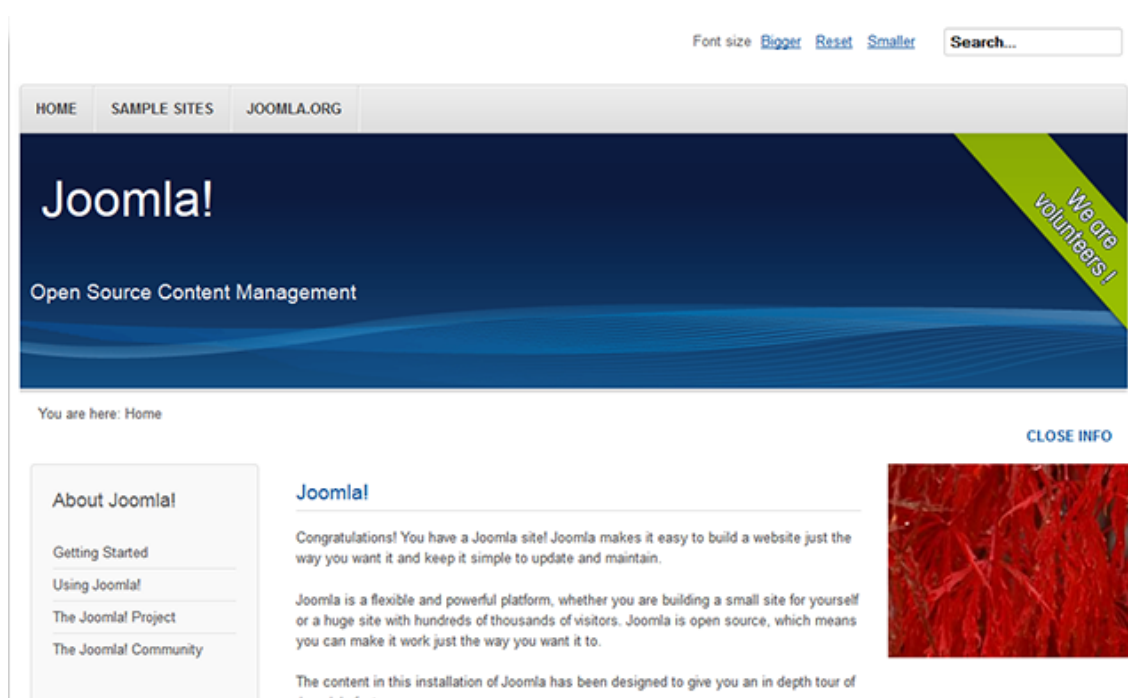 Font size Bigger Reset Smaller Search...
HOME SAMPLE SITES JOOMLA.ORG
Joomla!
We are
volunteers!
Open Source Content Management
You are here: Home
CLOSE INFO
About Joomla!
Getting Started
Using Joomla!
The Joomla! Project
The Joomla! Community
Joomla!
Congratulations! You have a Joomla site! Joomla makes it easy to build a website just the
way you want it and keep it simple to update and maintain.
Joomla is a flexible and powerful platform, whether you are building a small site for yourself
or a huge site with hundreds of thousands of visitors. Joomla is open source, which means
you can make it work just the way you want it to.
The content in this installation of Joomla has been designed to give you an in depth tour of